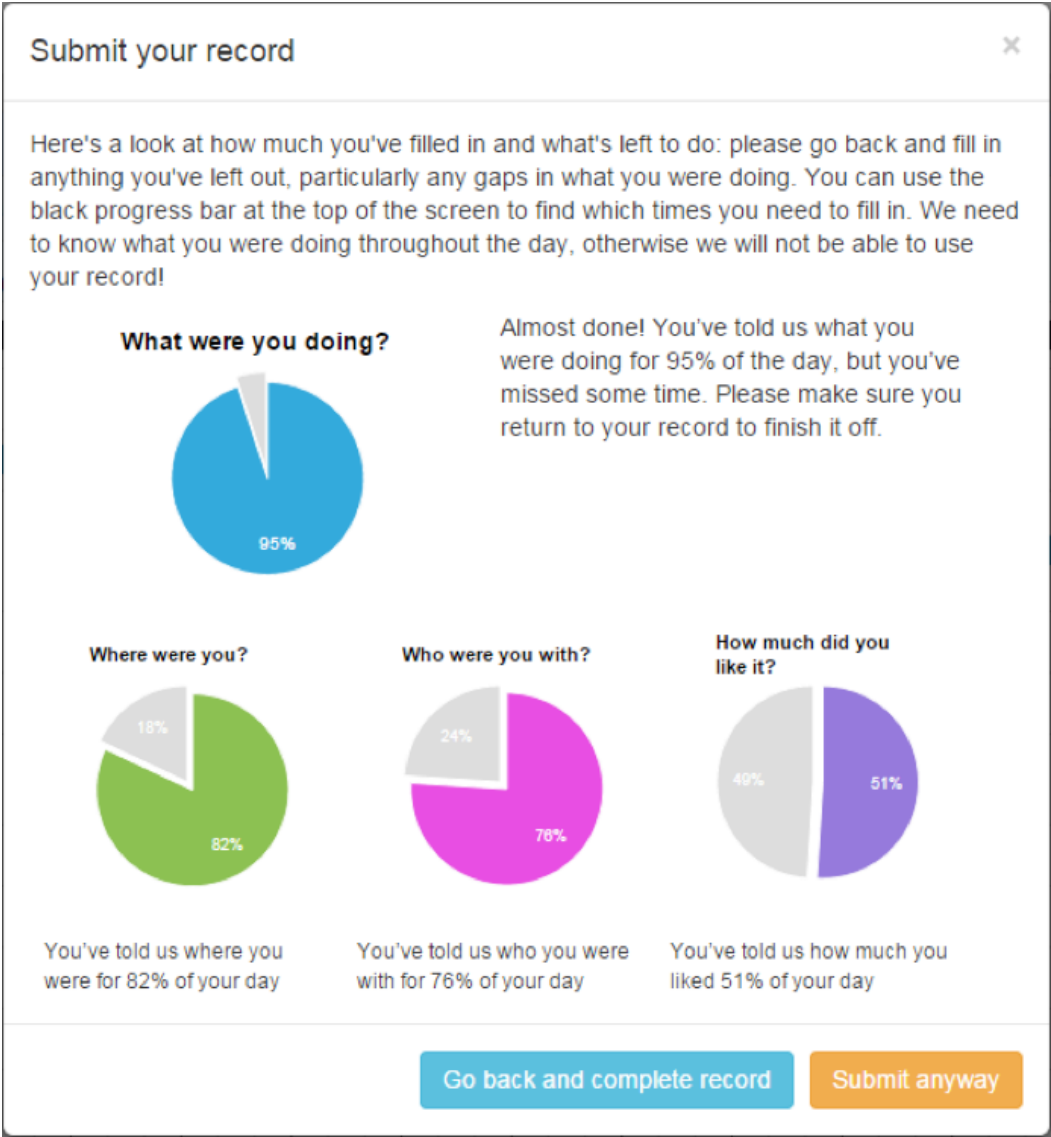 Submit your record
×
Here's a look at how much you've filled in and what's left to do: please go back and fill in
anything you've left out, particularly any gaps in what you were doing. You can use the
black progress bar at the top of the screen to find which times you need to fill in. We need
to know what you were doing throughout the day, otherwise we will not be able to use
your record!
What were you doing?
95%
Almost done! You've told us what you
were doing for 95% of the day, but you've
missed some time. Please make sure you
return to your record to finish it off.
Where were you?
18%
82%
You've told us where you
were for 82% of your day
Who were you with?
24%
76%
You've told us who you were
with for 76% of your day
How much did you
like it?
49%
51%
You've told us how much you
liked 51% of your day
Go back and complete record
Submit anyway